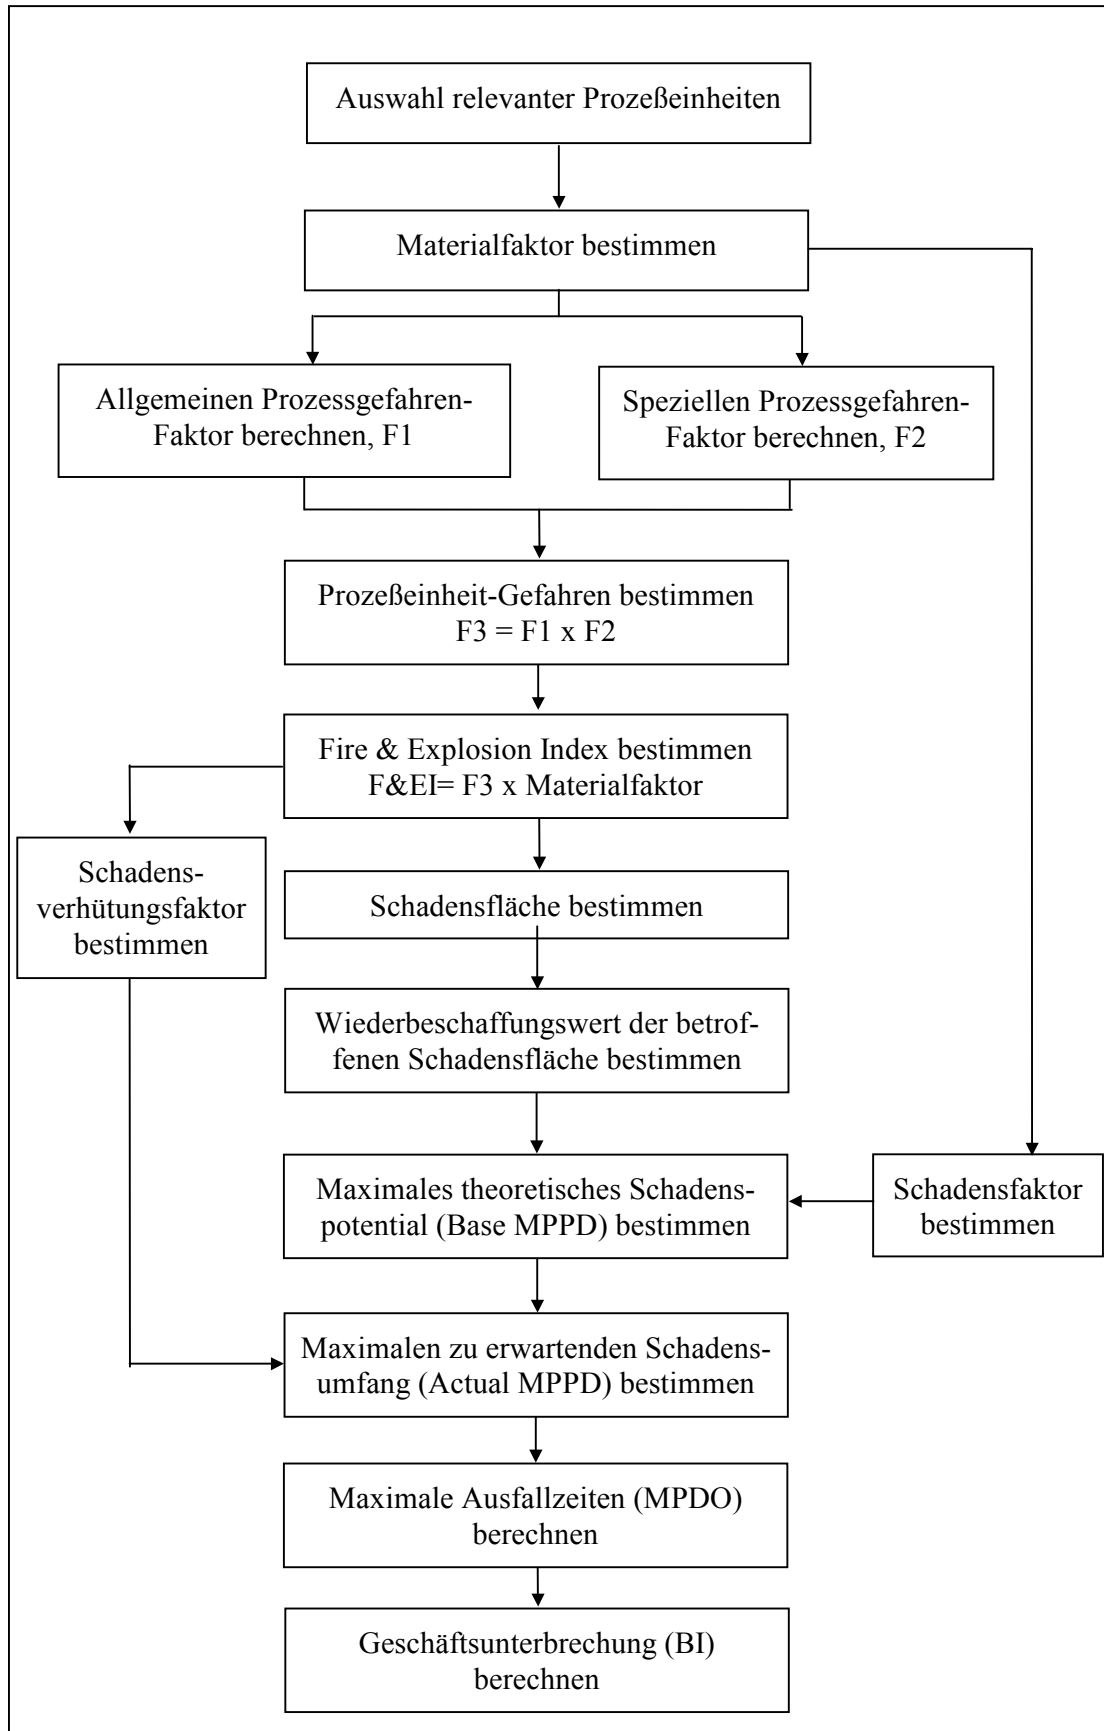 Auswahl relevanter Prozeßeinheiten
Materialfaktor bestimmen
Allgemeinen Prozessgefahren-
Faktor berechnen, F1
Speziellen Prozessgefahren-
Faktor berechnen, F2
Prozeßeinheit-Gefahren bestimmen
F3 = F1 x F2
Fire & Explosion Index bestimmen
F&EI= F3 x Materialfaktor
Schadens-
verhütungsfaktor
bestimmen
Schadensfläche bestimmen
Wiederbeschaffungswert der betrof-
fenen Schadensfläche bestimmen
Maximales theoretisches Schadens-
potential (Base MPPD) bestimmen
Schadensfaktor
bestimmen
Maximalen zu erwartenden Schadens-
umfang (Actual MPPD) bestimmen
Maximale Ausfallzeiten (MPDO)
berechnen
Geschäftsunterbrechung (BI)
berechnen